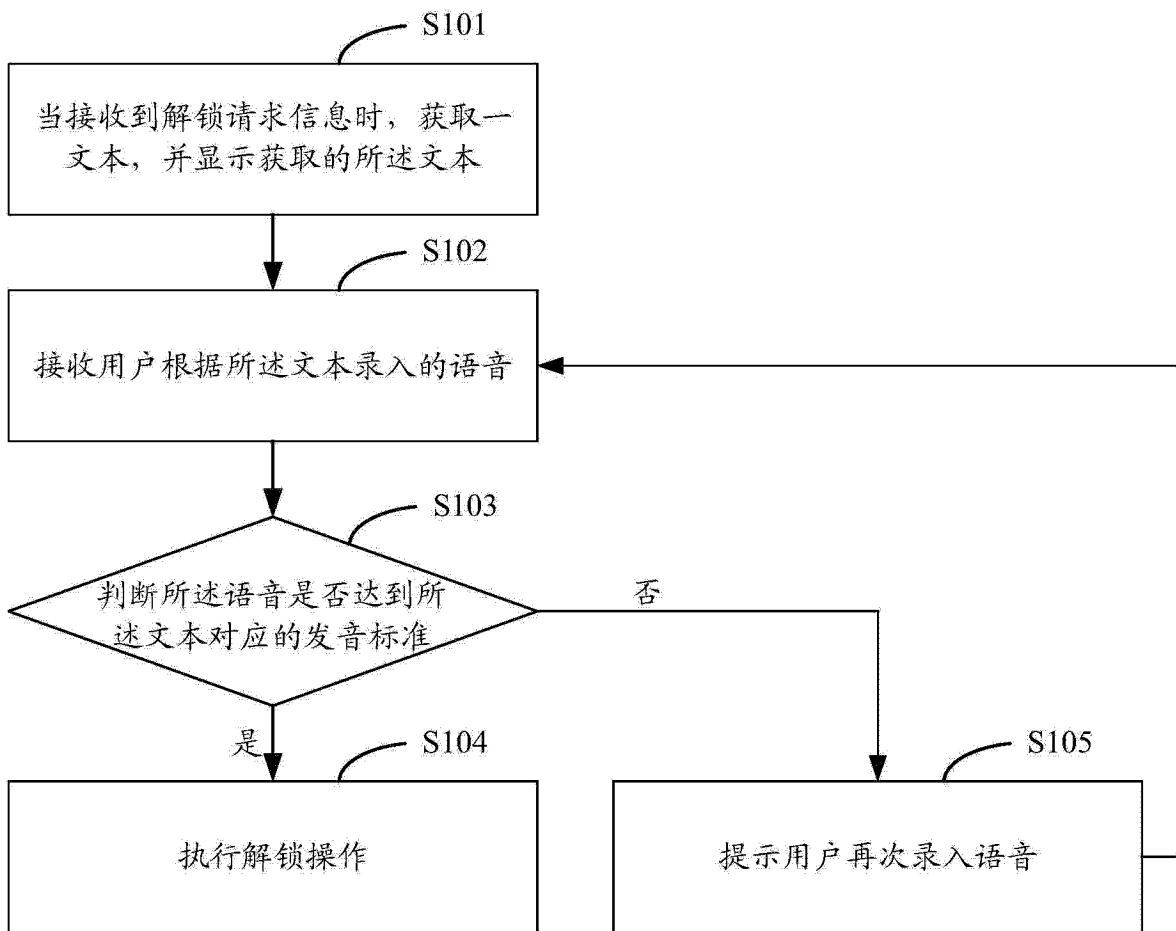 S101
当接收到解锁请求信息时，获取一
文本，并显示获取的所述文本
S102
接收用户根据所述文本录入的语音
S103
判断所述语音是否达到所
述文本对应的发音标准
否
是
S104
执行解锁操作
S105
提示用户再次录入语音